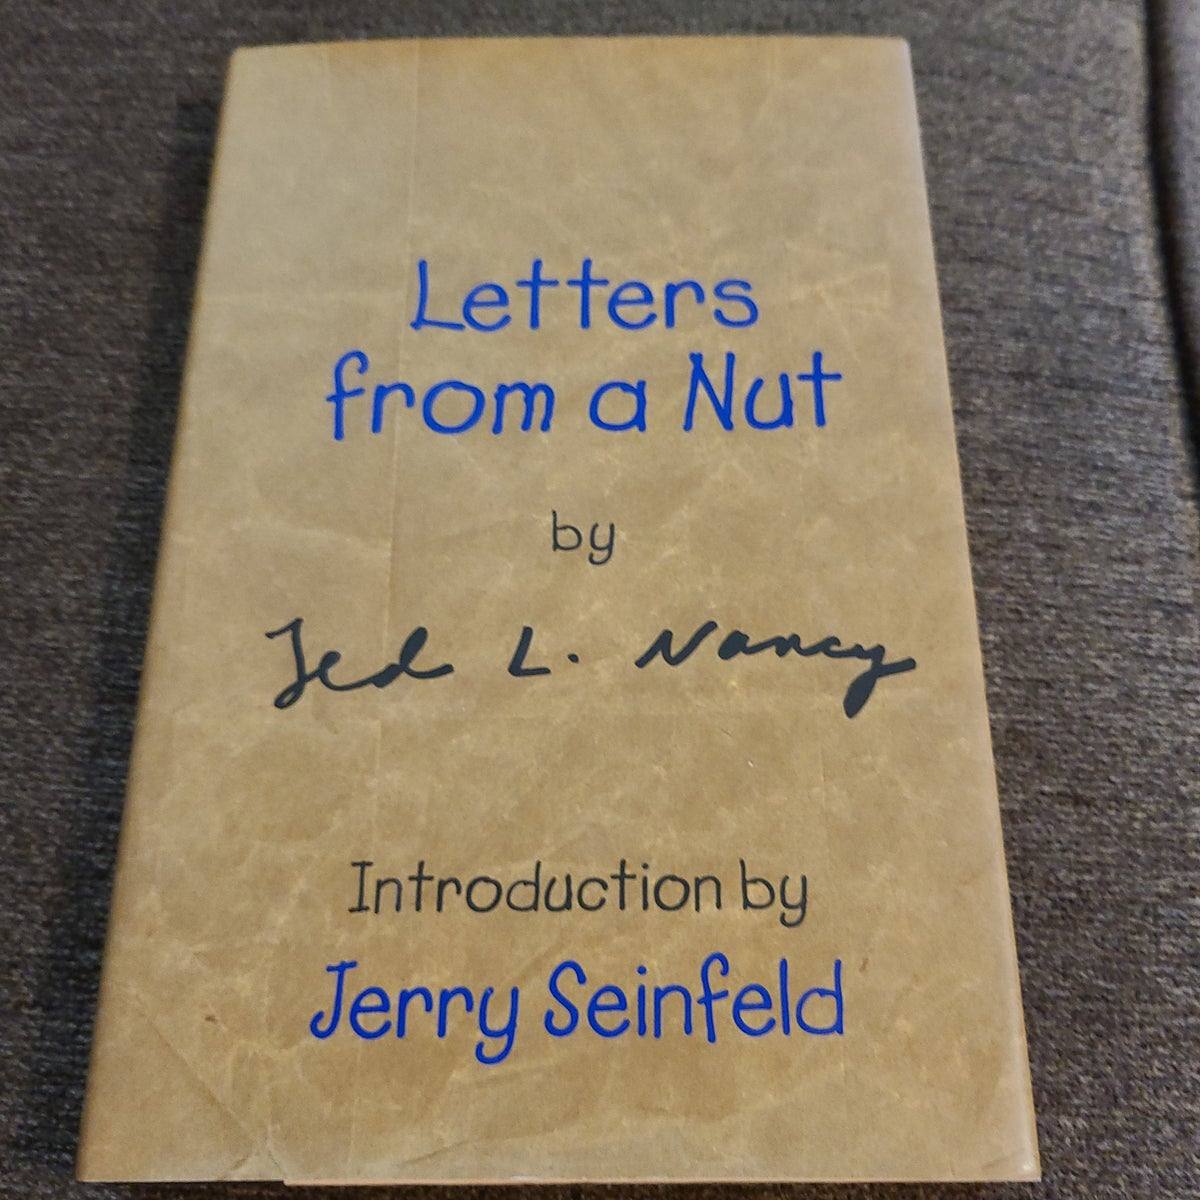 Letters
from a Nut
by
Ted L. Nancy
Introduction by
Jerry Seinfeld